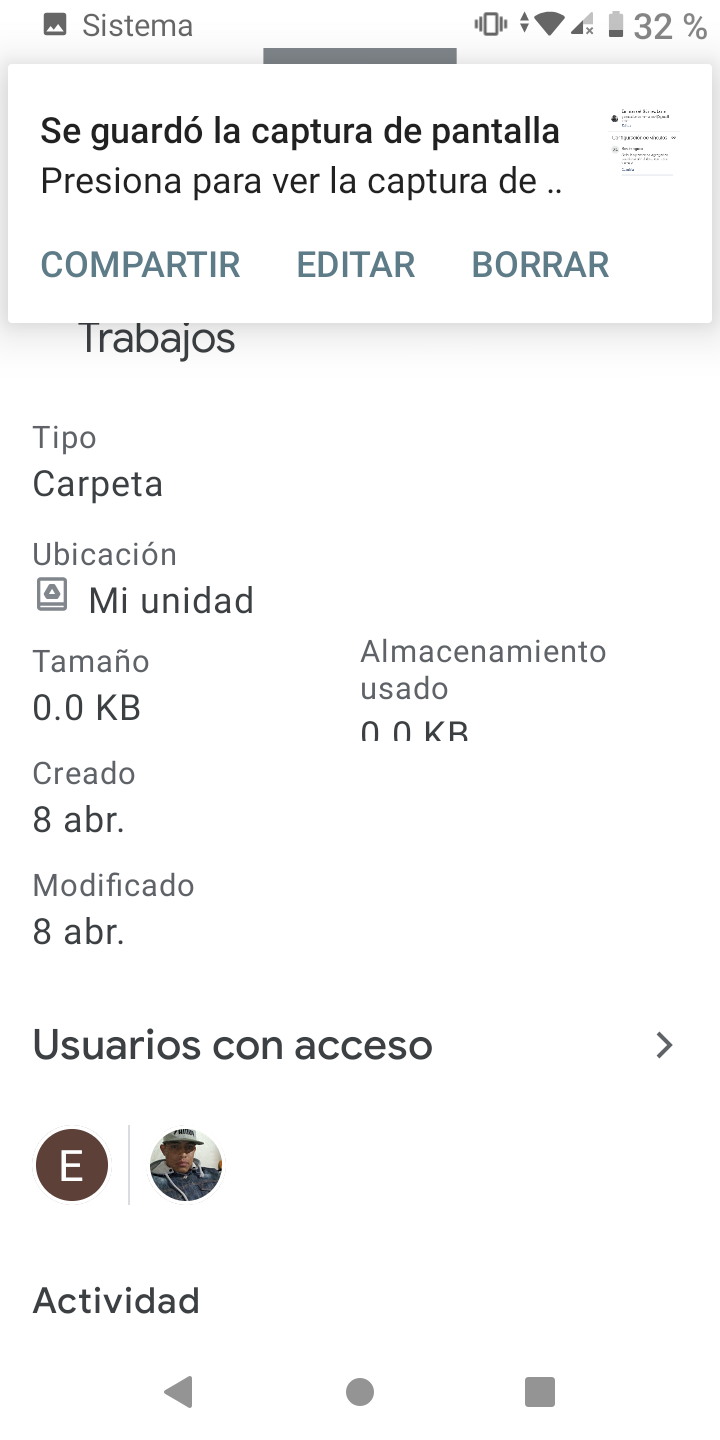 Sistema
32 %
Se guardó la captura de pantalla
Presiona para ver la captura de ..
COMPARTIR EDITAR BORRAR
Trabajos
Tipo
Carpeta
Ubicación
Mi unidad
Tamaño
0.0 KB
Almacenamiento
usado
0.0 KB
Creado
8 abr.
Modificado
8 abr.
Usuarios con acceso
E
Actividad